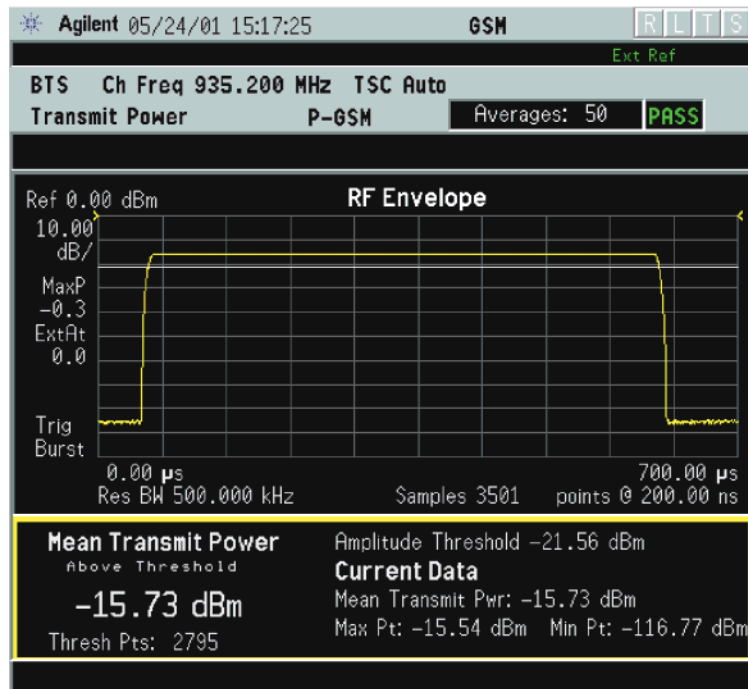 Agilent 05/24/01 15:17:25 GSM R L T S
Ext Ref
BTS Ch Freq 935.200 MHz TSC Auto
Transmit Power P-GSM Averages: 50 PASS
Ref 0.00 dBm RF Envelope
10.00
dB/
MaxP
-0.3
ExtAt
0.0
Trig
Burst
0.00 µs 700.00 µs
Res BW 500.000 kHz Samples 3501 points @ 200.00 ns
Mean Transmit Power Amplitude Threshold -21.56 dBm
Above Threshold Current Data
-15.73 dBm Mean Transmit Pwr: -15.73 dBm
Thresh Pts: 2795 Max Pt: -15.54 dBm Min Pt: -116.77 dBm